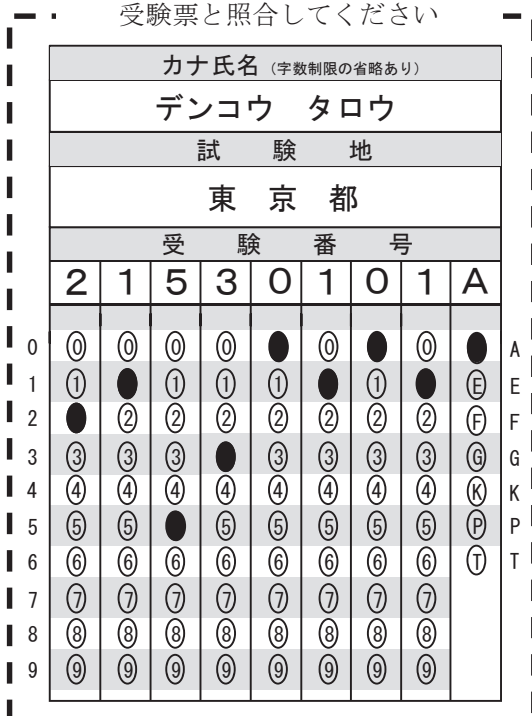 受験票と照合してください
カナ氏名（字数制限の省略あり）
デンコウ　タロウ
試　験　地
東　京　都
受　験　番　号
2 1 5 3 0 1 0 1 A
0 ⓪ ⓪ ⓪ ⓪ ● ⓪ ● ⓪ ● A
1 ① ● ① ① ① ● ① ● Ⓔ E
2 ● ② ② ② ② ② ② ② Ⓕ F
3 ③ ③ ③ ● ③ ③ ③ ③ Ⓖ G
4 ④ ④ ④ ④ ④ ④ ④ ④ Ⓚ K
5 ⑤ ⑤ ● ⑤ ⑤ ⑤ ⑤ ⑤ Ⓟ P
6 ⑥ ⑥ ⑥ ⑥ ⑥ ⑥ ⑥ ⑥ Ⓣ T
7 ⑦ ⑦ ⑦ ⑦ ⑦ ⑦ ⑦ ⑦
8 ⑧ ⑧ ⑧ ⑧ ⑧ ⑧ ⑧ ⑧
9 ⑨ ⑨ ⑨ ⑨ ⑨ ⑨ ⑨ ⑨